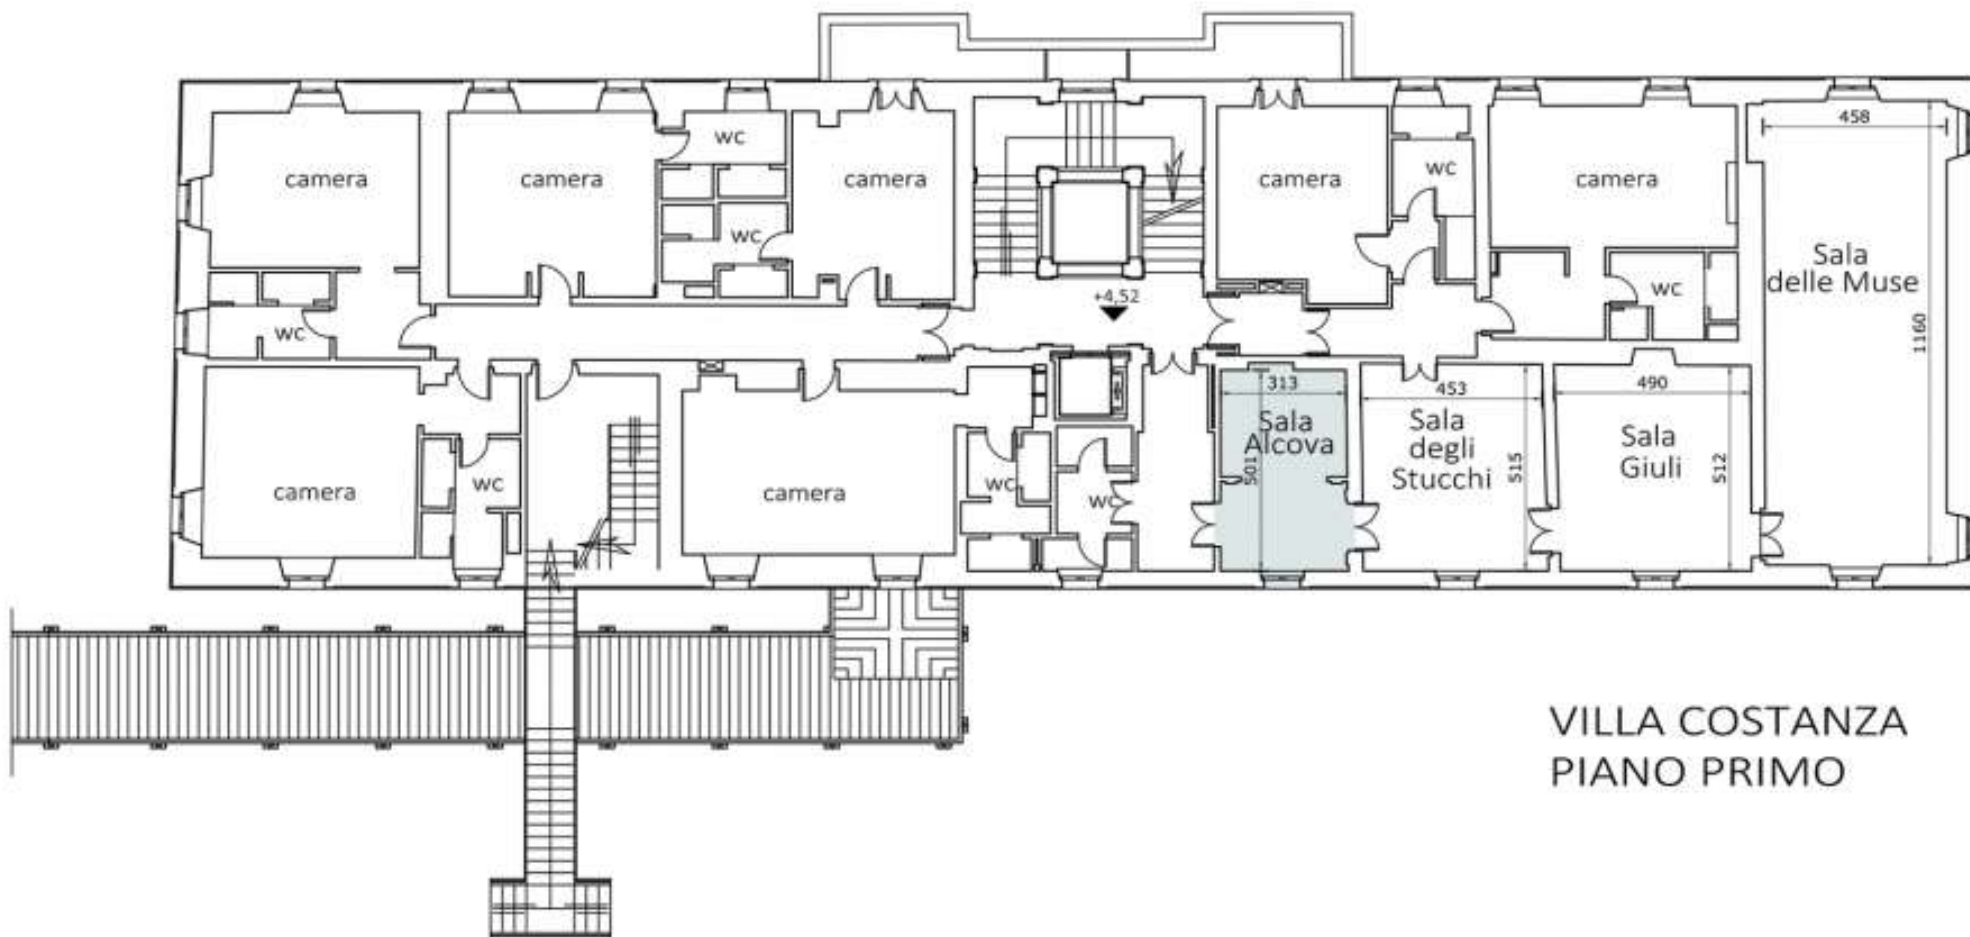 458
wc
wc
camera
camera
camera
camera
camera
wc
Sala
delle Muse
+4,52
wc
wc
1160
313
453
490
Sala
Alcova
501
Sala
degli
Stucchi
515
Sala
Giuli
512
camera
wc
camera
wc
wc
VILLA COSTANZA
PIANO PRIMO